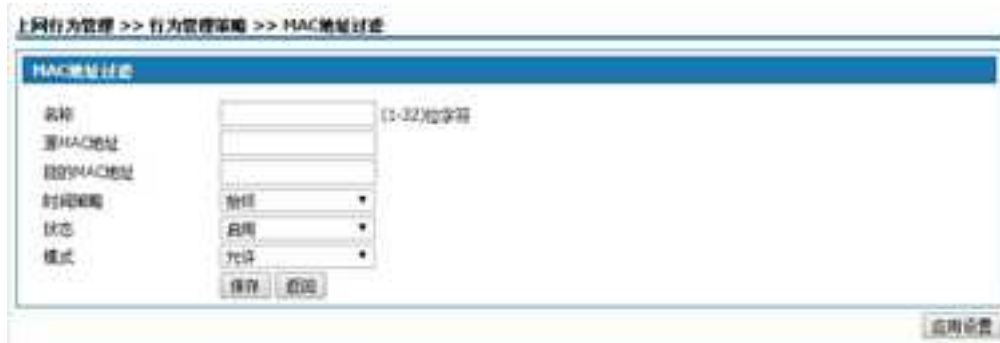 上网行为管理 >> 行为管理策略 >> MAC地址过滤
MAC地址过滤
名称 (1-32)位字符
源MAC地址
目的MAC地址
时间策略 始终
状态 启用
模式 允许
保存 返回
应用设置